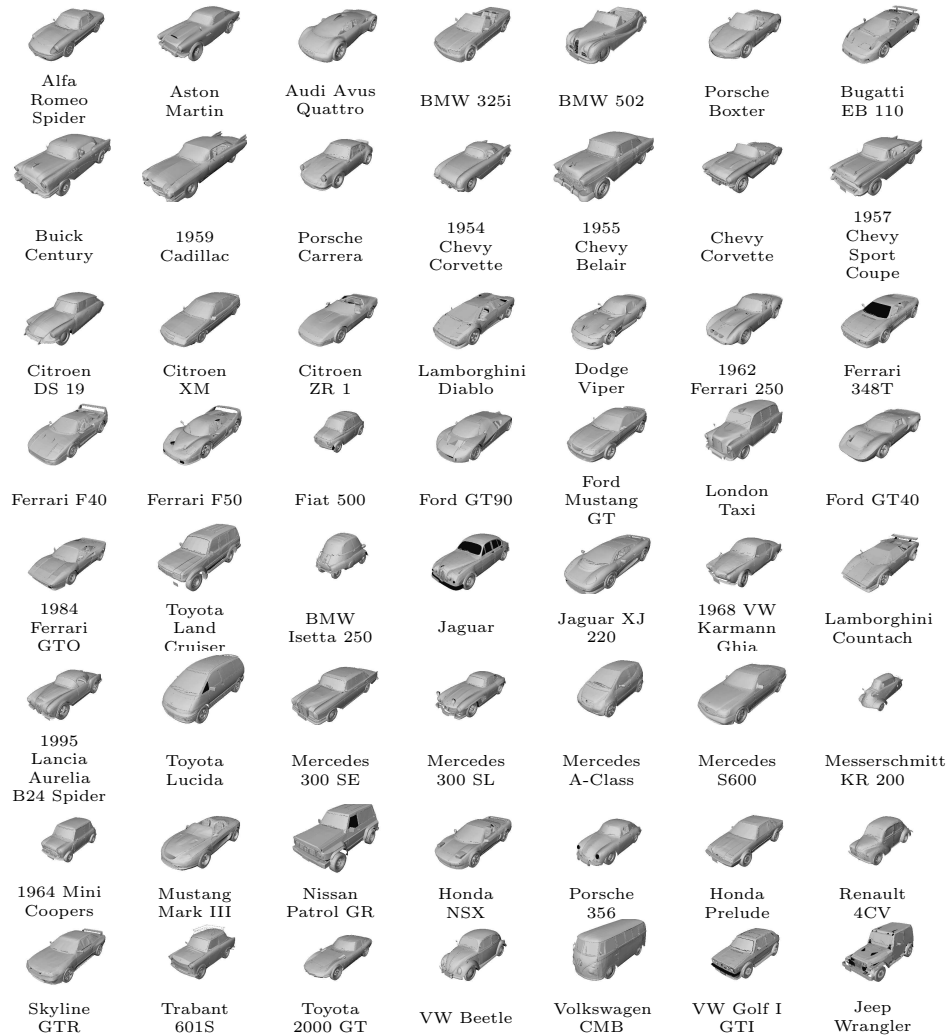 Alfa
Romeo
Spider
Aston
Martin
Audi Avus
Quattro
BMW 325i
BMW 502
Porsche
Boxter
Bugatti
EB 110
Buick
Century
1959
Cadillac
Porsche
Carrera
1954
Chevy
Corvette
1955
Chevy
Belair
Chevy
Corvette
1957
Chevy
Sport
Coupe
Citroen
DS 19
Citroen
XM
Citroen
ZR 1
Lamborghini
Diablo
Dodge
Viper
1962
Ferrari 250
Ferrari
348T
Ferrari F40
Ferrari F50
Fiat 500
Ford GT90
Ford
Mustang
GT
London
Taxi
Ford GT40
1984
Ferrari
GTO
Toyota
Land
Cruiser
BMW
Isetta 250
Jaguar
Jaguar XJ
220
1968 VW
Karmann
Ghia
Lamborghini
Countach
1995
Lancia
Aurelia
B24 Spider
Toyota
Lucida
Mercedes
300 SE
Mercedes
300 SL
Mercedes
A-Class
Mercedes
S600
Messerschmitt
KR 200
1964 Mini
Coopers
Mustang
Mark III
Nissan
Patrol GR
Honda
NSX
Porsche
356
Honda
Prelude
Renault
4CV
Skyline
GTR
Trabant
601S
Toyota
2000 GT
VW Beetle
Volkswagen
CMB
VW Golf I
GTI
Jeep
Wrangler